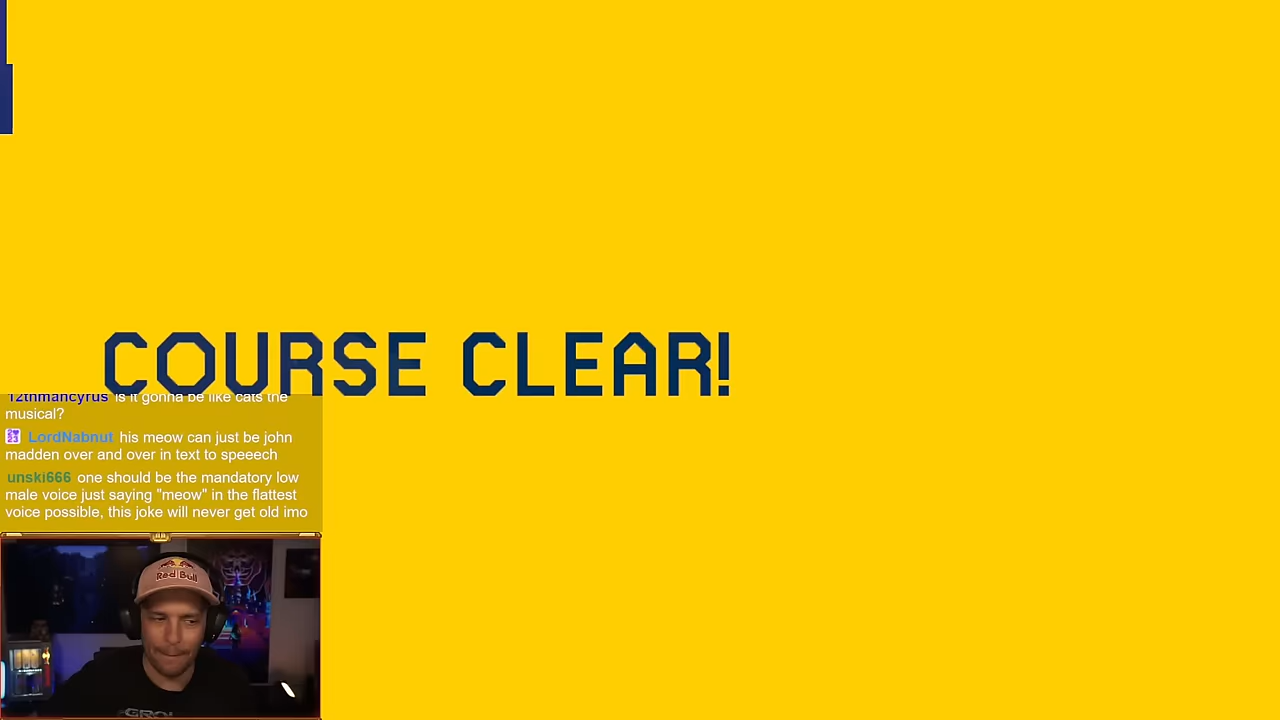 COURSE CLEAR!
12thmancyrus is it gonna be like cats the
musical?
LordNabnut his meow can just be john
madden over and over in text to speeech
unski666 one should be the mandatory low
male voice just saying "meow" in the flattest
voice possible, this joke will never get old imo
Red Bull